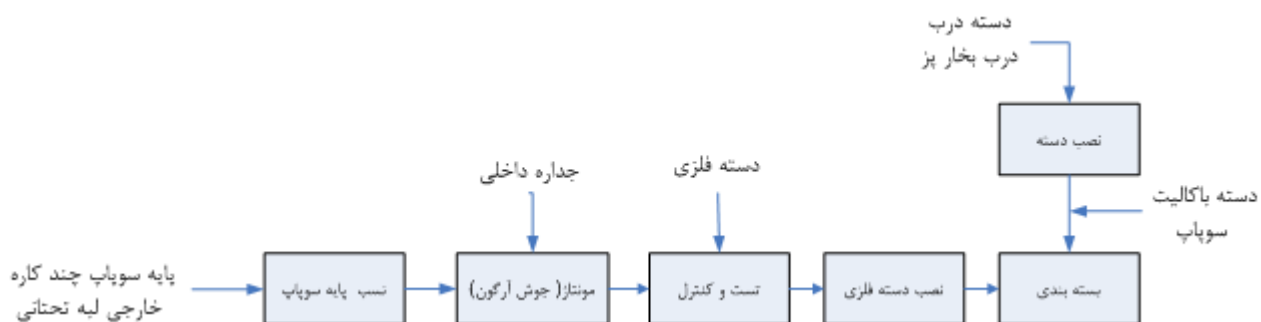 دسته درب
درب بخار پز
نصب دسته
دسته باکالیت
سوپاپ
دسته فلزی
جداره داخلی
پایه سوپاپ چند کاره
خارجی لبه تحتانی
نسب پایه سوپاپ
مونتاژ( جوش آرگون)
تست و کنترل
نصب دسته فلزی
بسته بندی